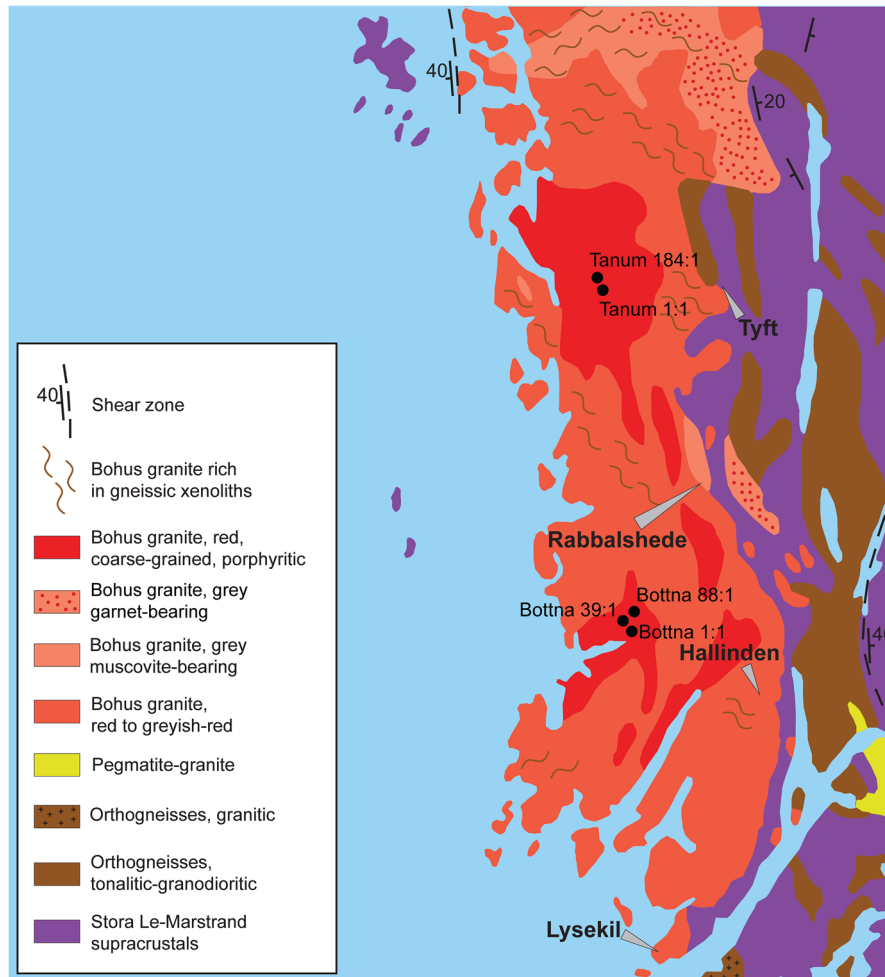 40
20
Tanum 184:1
Tanum 1:1
Tyft
Rabbalshede
Bottna 88:1
Bottna 39:1
Bottna 1:1
Hallinden
40
Lysekil
40
Shear zone
Bohus granite rich
in gneissic xenoliths
Bohus granite, red,
coarse-grained, porphyritic
Bohus granite, grey
garnet-bearing
Bohus granite, grey
muscovite-bearing
Bohus granite,
red to greyish-red
Pegmatite-granite
Orthogneisses, granitic
Orthogneisses,
tonalitic-granodioritic
Stora Le-Marstrand
supracrustals